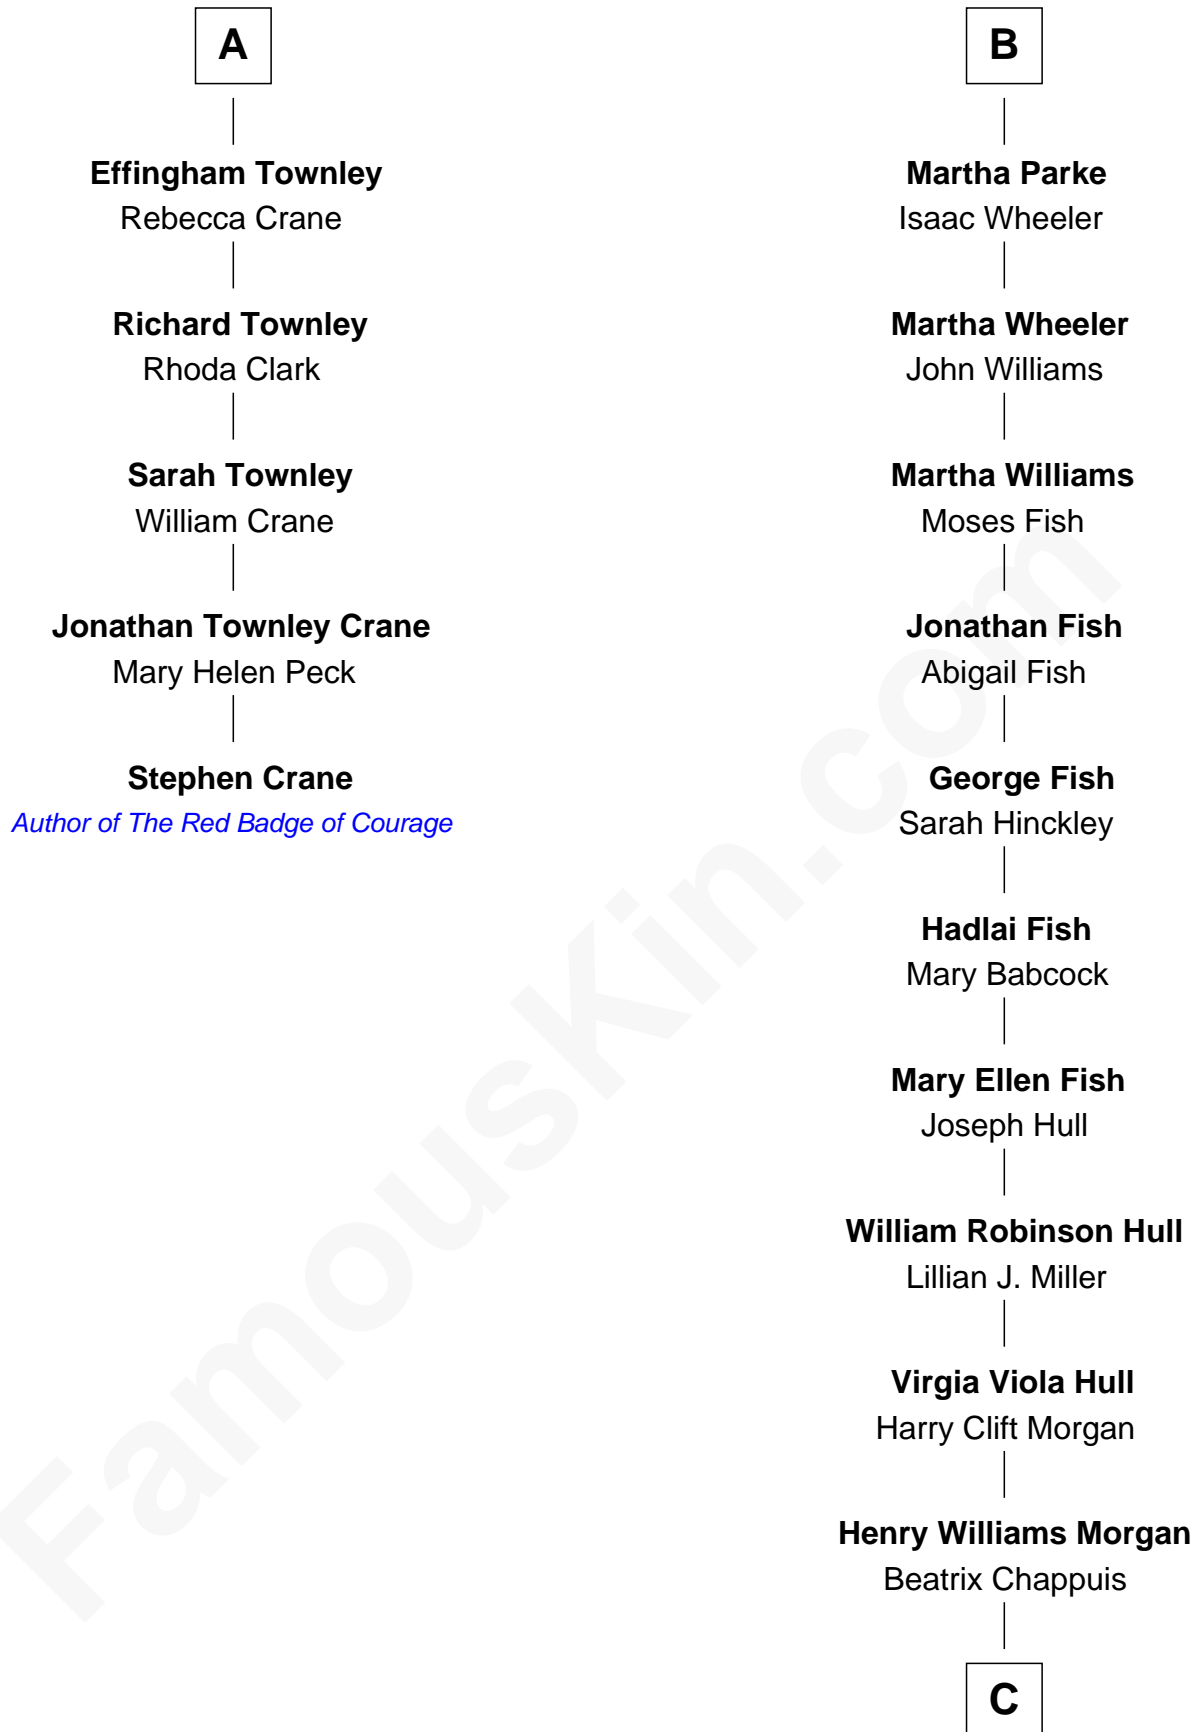 A
Effingham Townley
Rebecca Crane
Richard Townley
Rhoda Clark
Sarah Townley
William Crane
Jonathan Townley Crane
Mary Helen Peck
Stephen Crane
Author of The Red Badge of Courage
B
Martha Parke
Isaac Wheeler
Martha Wheeler
John Williams
Martha Williams
Moses Fish
Jonathan Fish
Abigail Fish
George Fish
Sarah Hinckley
Hadlai Fish
Mary Babcock
Mary Ellen Fish
Joseph Hull
William Robinson Hull
Lillian J. Miller
Virgia Viola Hull
Harry Clift Morgan
Henry Williams Morgan
Beatrix Chappuis
C
FamousKin.com